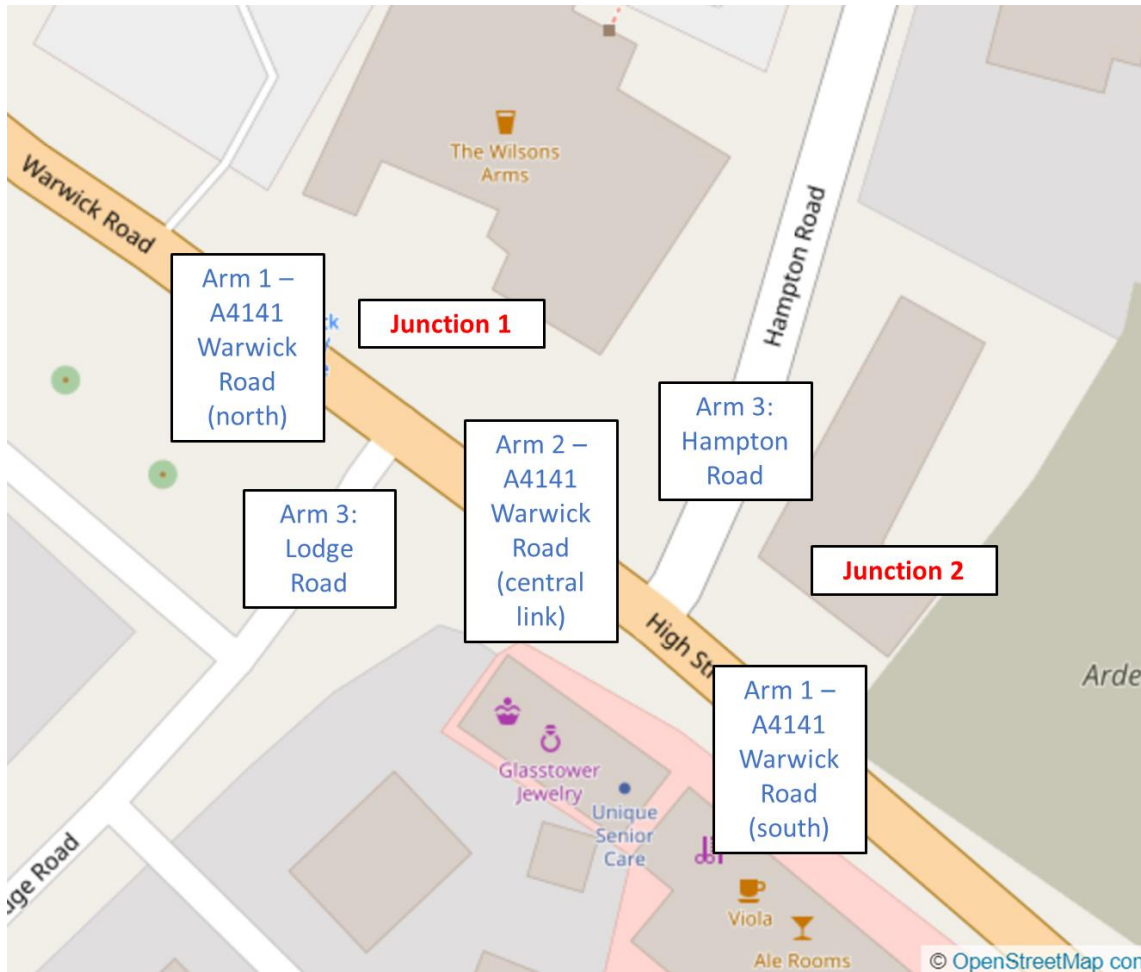 The Wilsons
Arms
Warwick Road
Hampton Road
Arm 1 –
A4141
Warwick
Road
(north)
Junction 1
Arm 3:
Hampton
Road
Arm 2 –
A4141
Warwick
Road
(central
link)
Arm 3:
Lodge
Road
Junction 2
High Str
Arde
Arm 1 –
A4141
Warwick
Road
(south)
Glasstower
Jewelry
Unique
Senior
Care
dge Road
Viola
Ale Rooms
© OpenStreetMap con